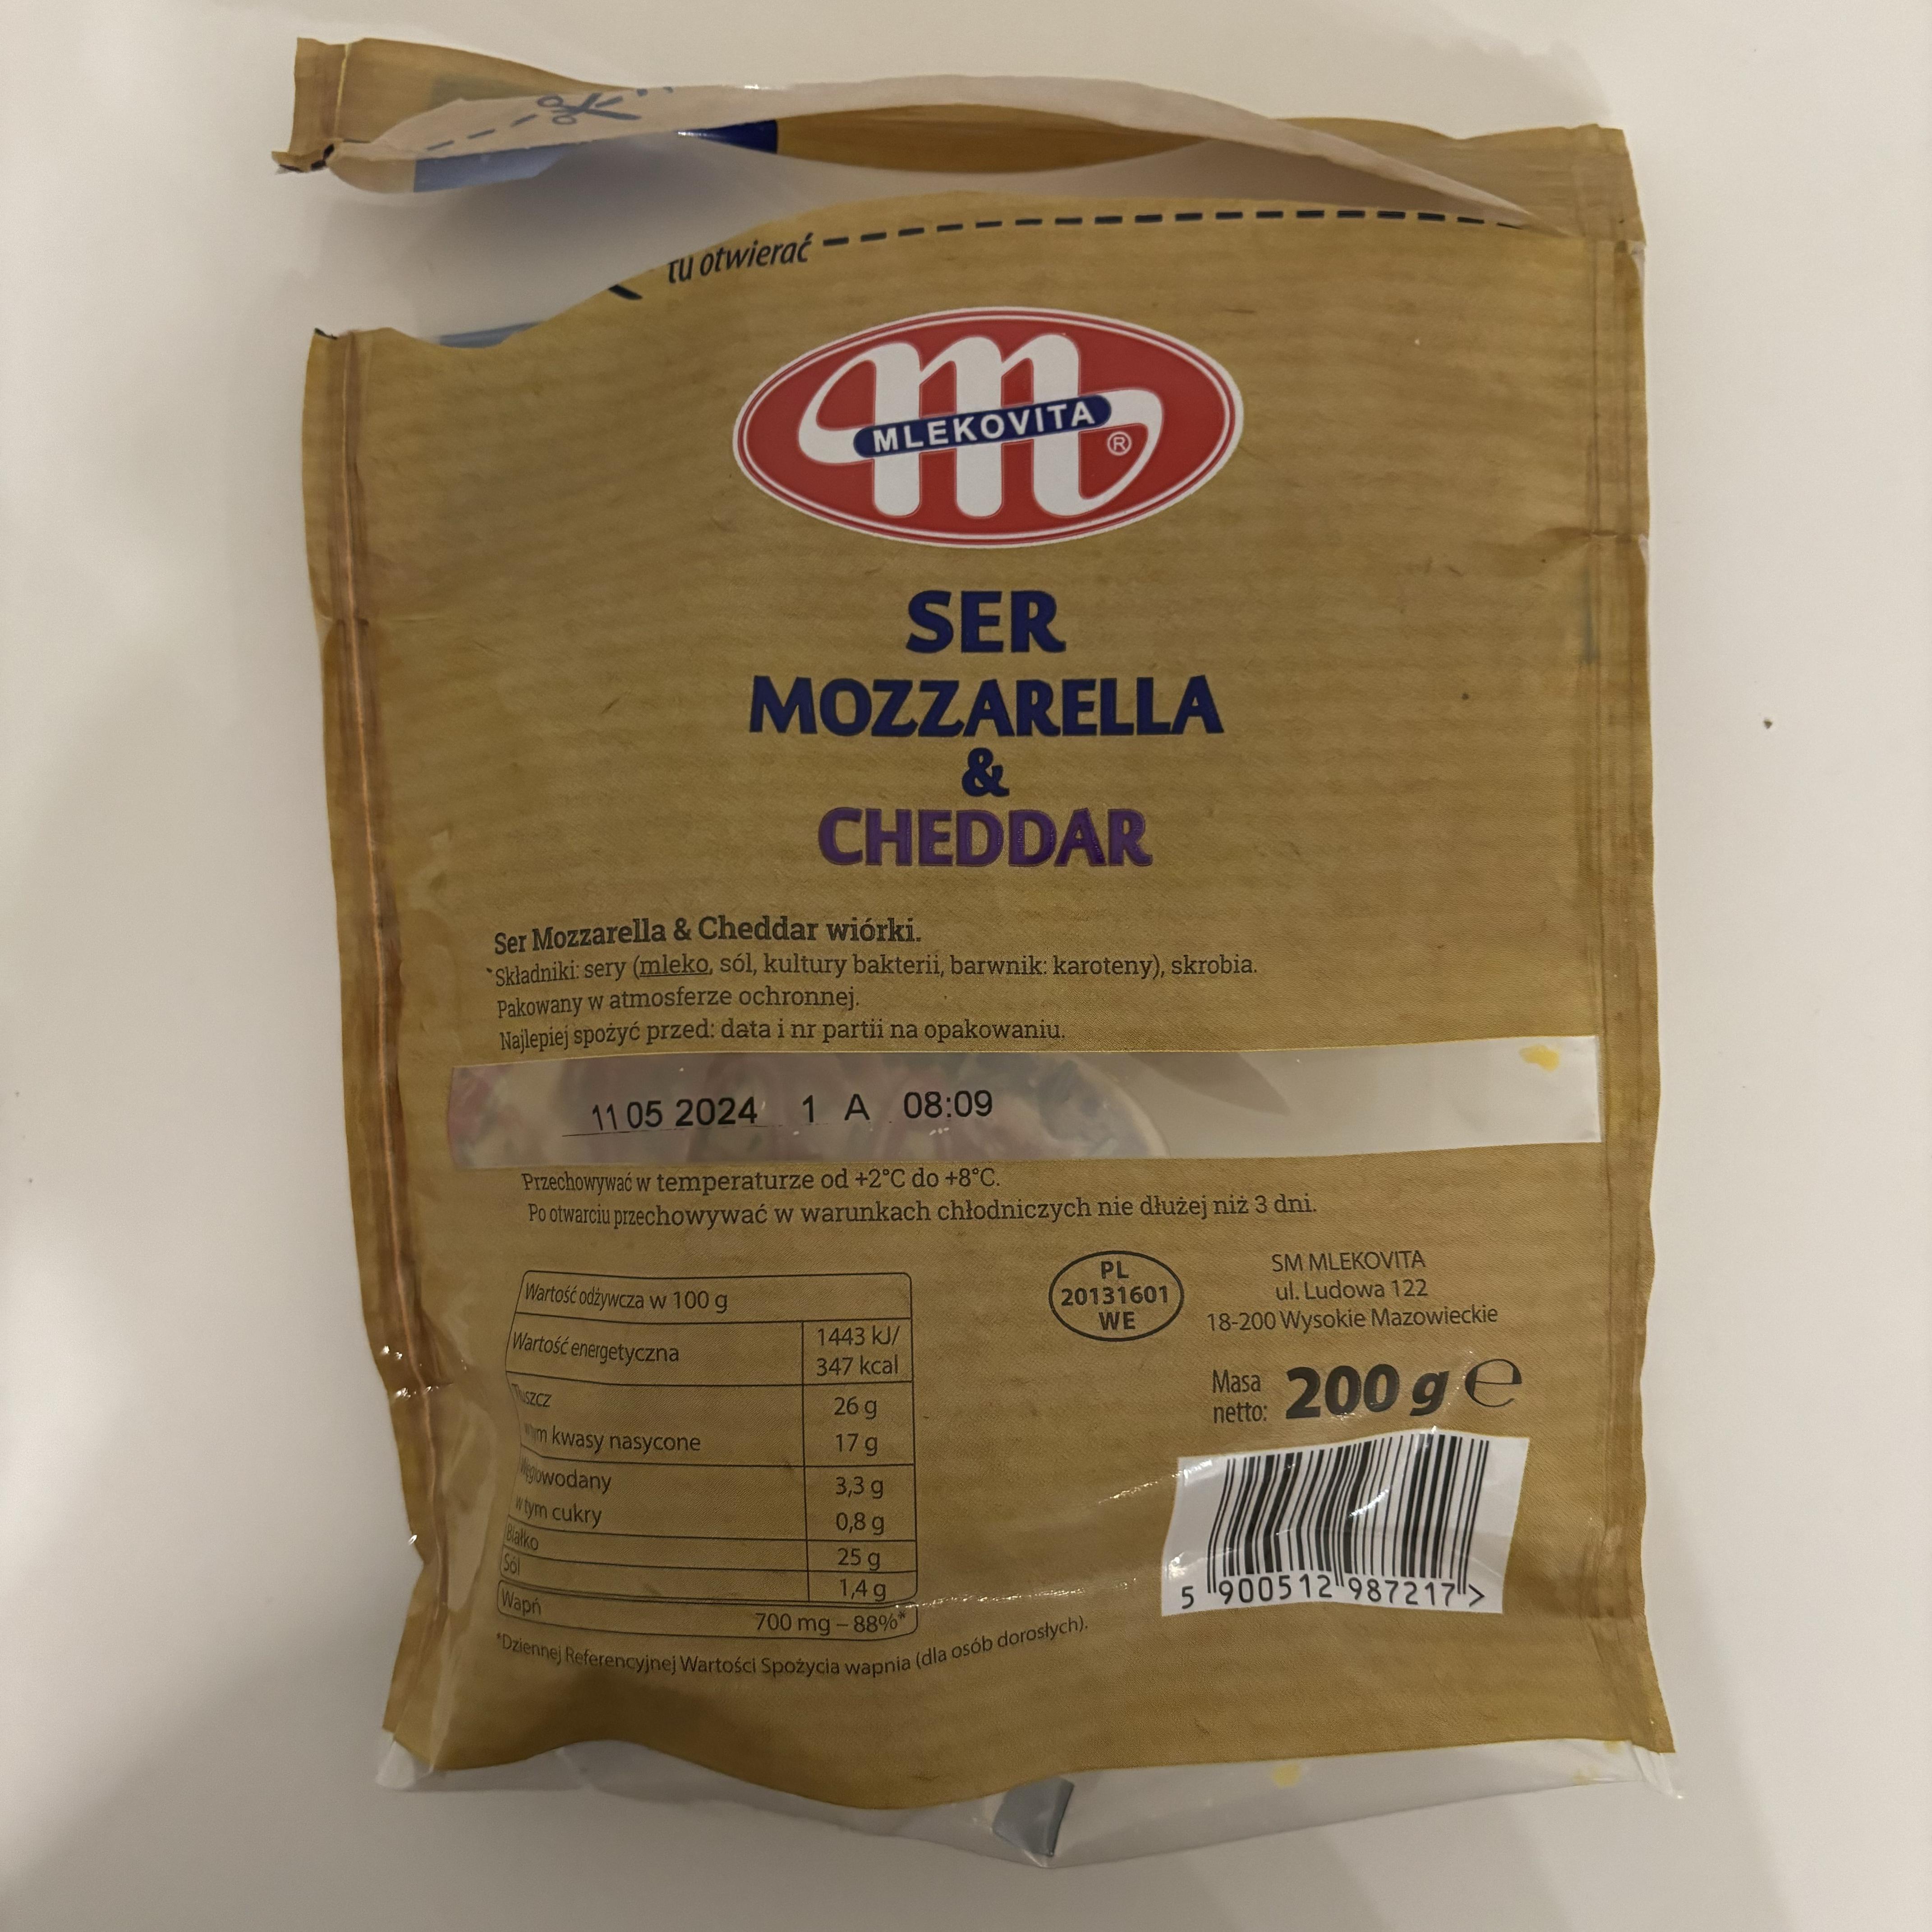 tu otwierać
MLEKOVITA ®
SER
MOZZARELLA
&
CHEDDAR
Ser Mozzarella & Cheddar wiórki.
Składniki: sery (mleko, sól, kultury bakterii, barwnik: karoteny), skrobia.
Pakowany w atmosferze ochronnej.
Najlepiej spożyć przed: data i nr partii na opakowaniu.
11 05 2024 1 A 08:09
Przechowywać w temperaturze od +2°C do +8°C.
Po otwarciu przechowywać w warunkach chłodniczych nie dłużej niż 3 dni.
Wartość odżywcza w 100 g
Wartość energetyczna 1443 kJ/
347 kcal
Tłuszcz 26 g
w tym kwasy nasycone 17 g
Węglowodany 3,3 g
w tym cukry 0,8 g
Białko 25 g
Sól 1,4 g
Wapń 700 mg – 88%*
*Dziennej Referencyjnej Wartości Spożycia wapnia (dla osób dorosłych).
PL
20131601
WE
SM MLEKOVITA
ul. Ludowa 122
18-200 Wysokie Mazowieckie
Masa
netto: 200 g ℮
5 900512 987217 >